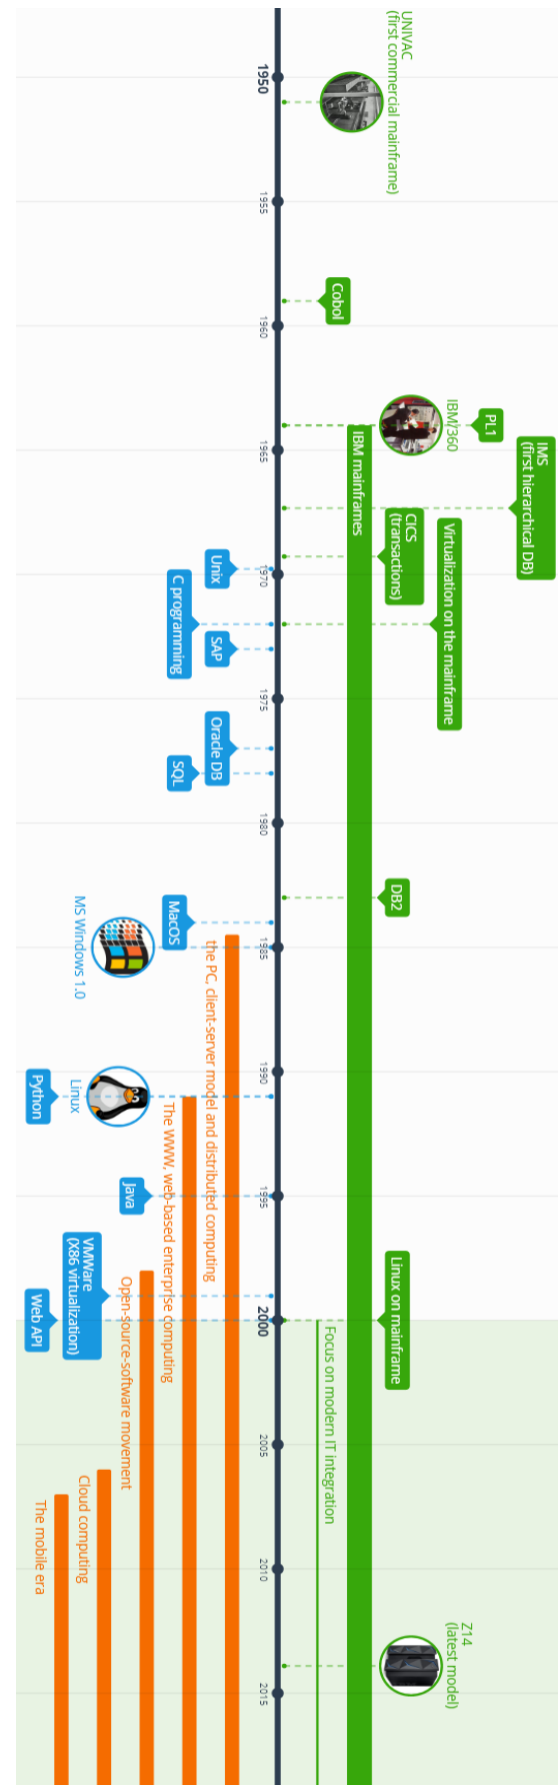 UNIVAC
(first commercial mainframe)
Cobol
PL1
IBM/360
IMS
(first hierarchical DB)
CICS
(transactions)
Virtualization on the mainframe
IBM mainframes
DB2
Linux on mainframe
Z14
(latest model)
Focus on modern IT integration
1950
1955
1960
1965
1970
1975
1980
1985
1990
1995
2000
2005
2010
2015
Unix
C programming
SAP
Oracle DB
SQL
MacOS
MS Windows 1.0
the PC, client-server model and distributed computing
Linux
Python
The WWW, web-based enterprise computing
Java
VMWare
(X86 virtualization)
Web API
Open-source-software movement
Cloud computing
The mobile era